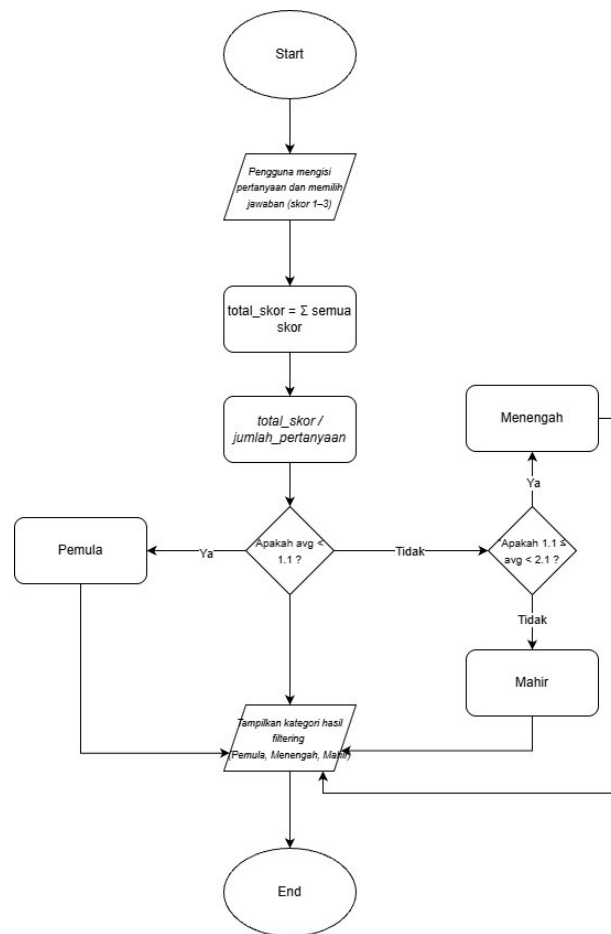 Start
Pengguna mengisi
pertanyaan dan memilih
jawaban (skor 1–3)
total_skor = Σ semua
skor
total_skor /
jumlah_pertanyaan
Menengah
Ya
Pemula
Ya
Apakah avg <
1.1 ?
Tidak
"Apakah 1.1 ≤
avg < 2.1 ?
Tidak
Mahir
Tampilkan kategori hasil
filtering
(Pemula, Menengah, Mahir)
End